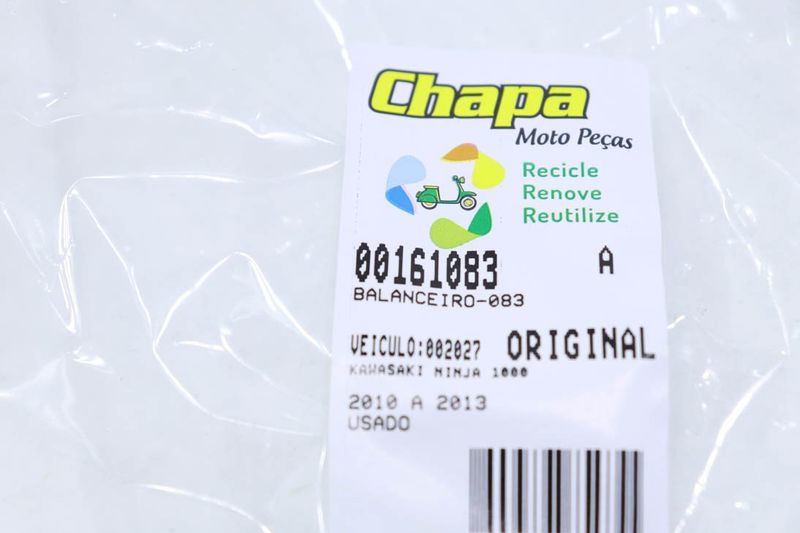 Chapa
Moto Peças
Recicle
Renove
Reutilize
00161083 A
BALANCEIRO-083
VEICULO:002027 ORIGINAL
KAWASAKI NINJA 1000
2010 A 2013
USADO